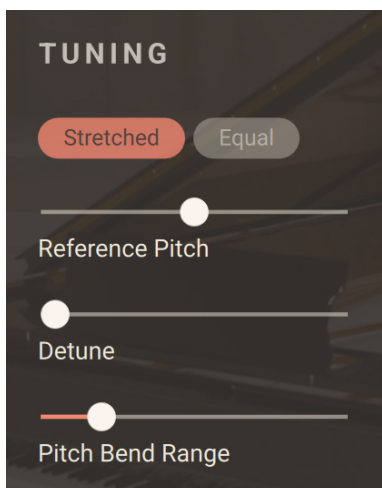 TUNING
Stretched Equal
Reference Pitch
Detune
Pitch Bend Range